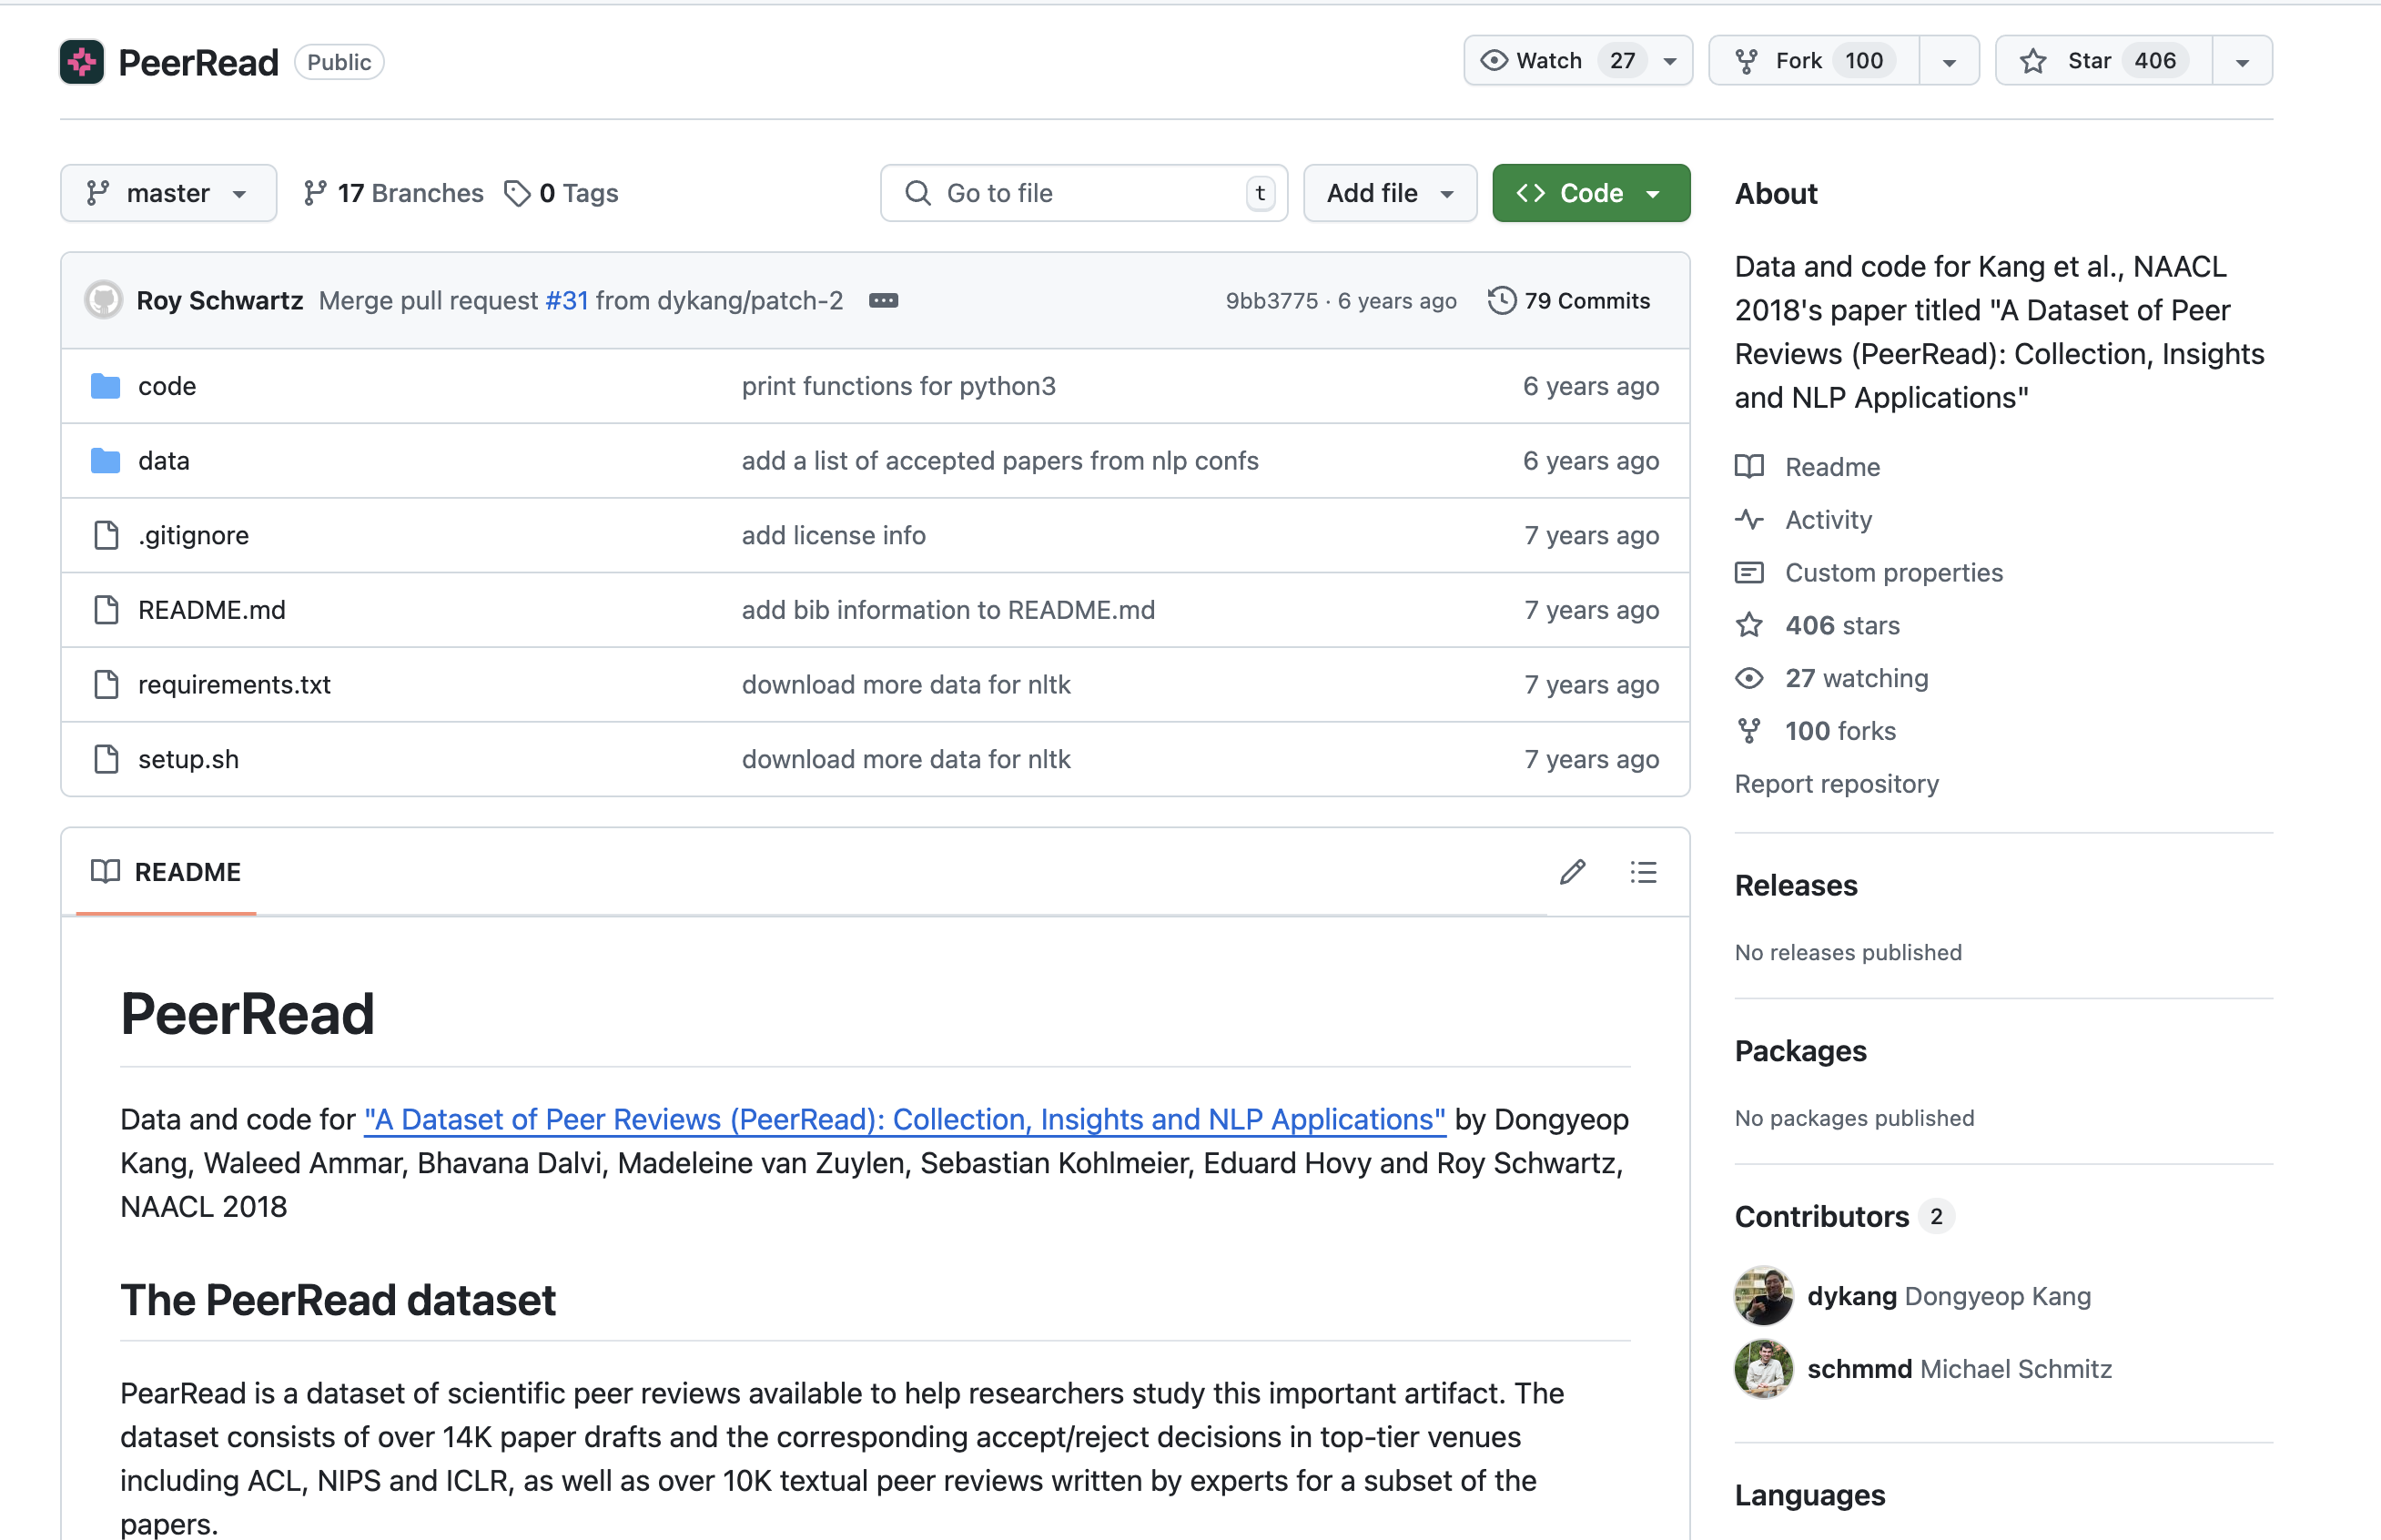 PeerRead Public
Watch 27 Fork 100 Star 406
master 17 Branches 0 Tags Go to file t Add file Code
Roy Schwartz Merge pull request #31 from dykang/patch-2 9bb3775 · 6 years ago 79 Commits
code print functions for python3 6 years ago
data add a list of accepted papers from nlp confs 6 years ago
.gitignore add license info 7 years ago
README.md add bib information to README.md 7 years ago
requirements.txt download more data for nltk 7 years ago
setup.sh download more data for nltk 7 years ago
README
PeerRead
Data and code for "A Dataset of Peer Reviews (PeerRead): Collection, Insights and NLP Applications" by Dongyeop
Kang, Waleed Ammar, Bhavana Dalvi, Madeleine van Zuylen, Sebastian Kohlmeier, Eduard Hovy and Roy Schwartz,
NAACL 2018
The PeerRead dataset
PearRead is a dataset of scientific peer reviews available to help researchers study this important artifact. The
dataset consists of over 14K paper drafts and the corresponding accept/reject decisions in top-tier venues
including ACL, NIPS and ICLR, as well as over 10K textual peer reviews written by experts for a subset of the
papers.
About
Data and code for Kang et al., NAACL
2018's paper titled "A Dataset of Peer
Reviews (PeerRead): Collection, Insights
and NLP Applications"
Readme
Activity
Custom properties
406 stars
27 watching
100 forks
Report repository
Releases
No releases published
Packages
No packages published
Contributors 2
dykang Dongyeop Kang
schmmd Michael Schmitz
Languages